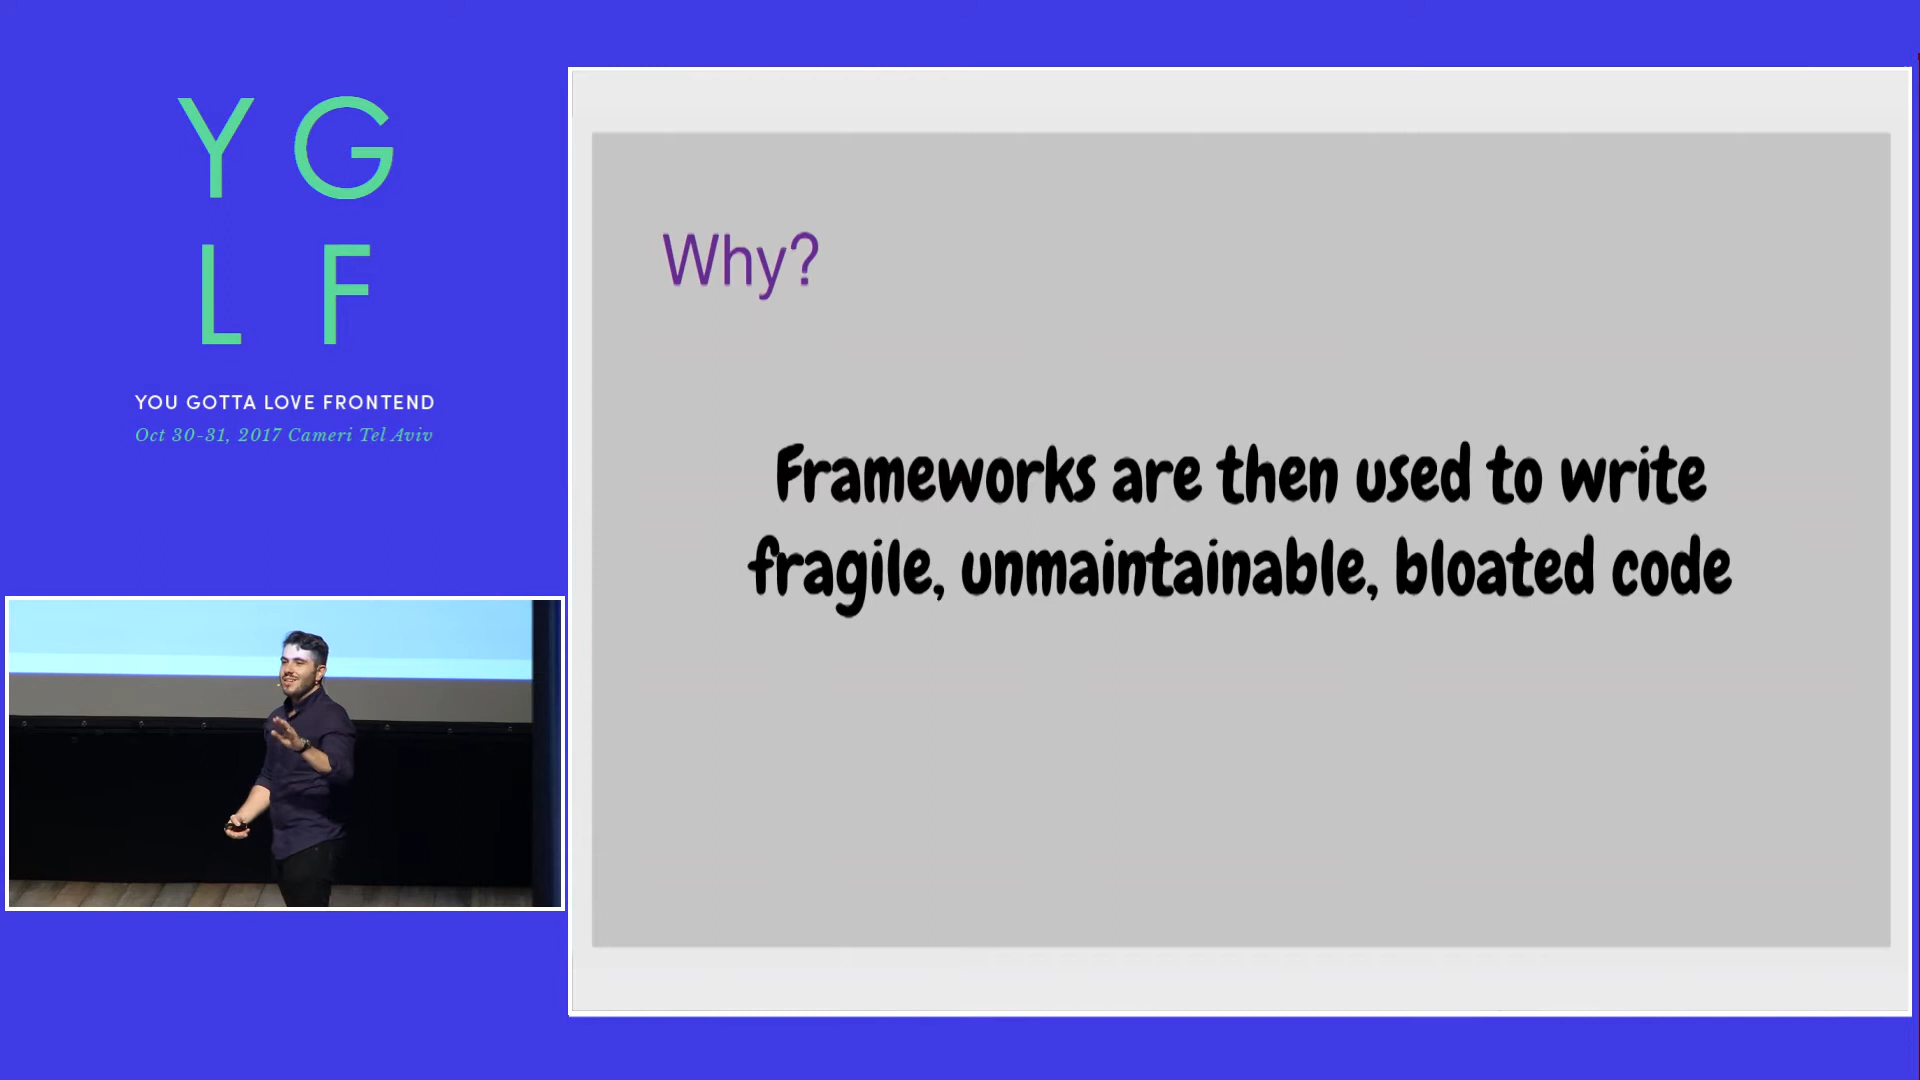 Y G
L F
YOU GOTTA LOVE FRONTEND
Oct 30-31, 2017 Cameri Tel Aviv
Why?
Frameworks are then used to write
fragile, unmaintainable, bloated code